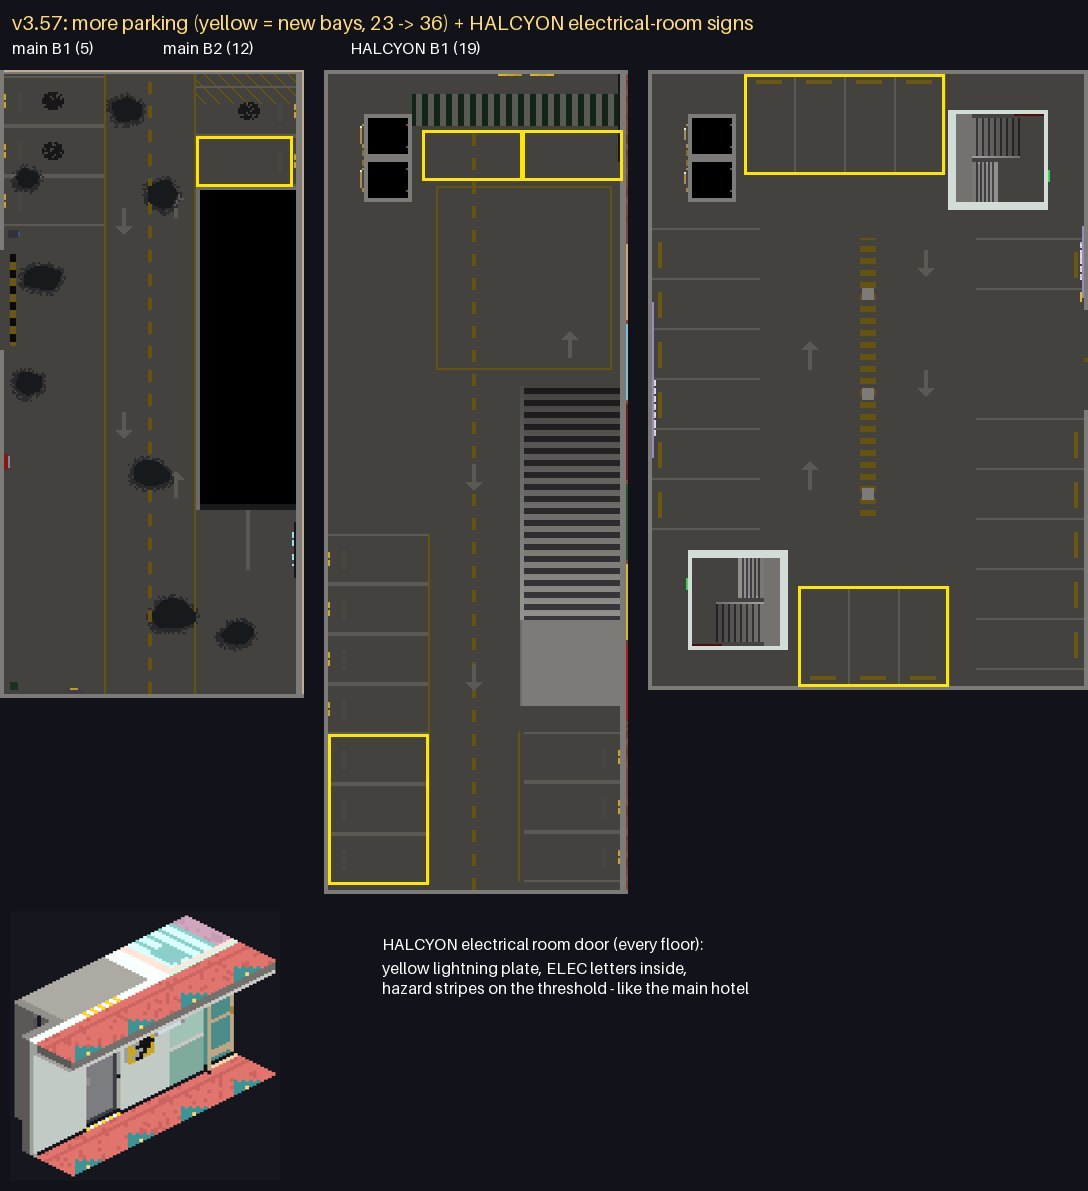 v3.57: more parking (yellow = new bays, 23 -> 36) + HALCYON electrical-room signs
main B1 (5) main B2 (12) HALCYON B1 (19)
HALCYON electrical room door (every floor):
yellow lightning plate, ELEC letters inside,
hazard stripes on the threshold - like the main hotel